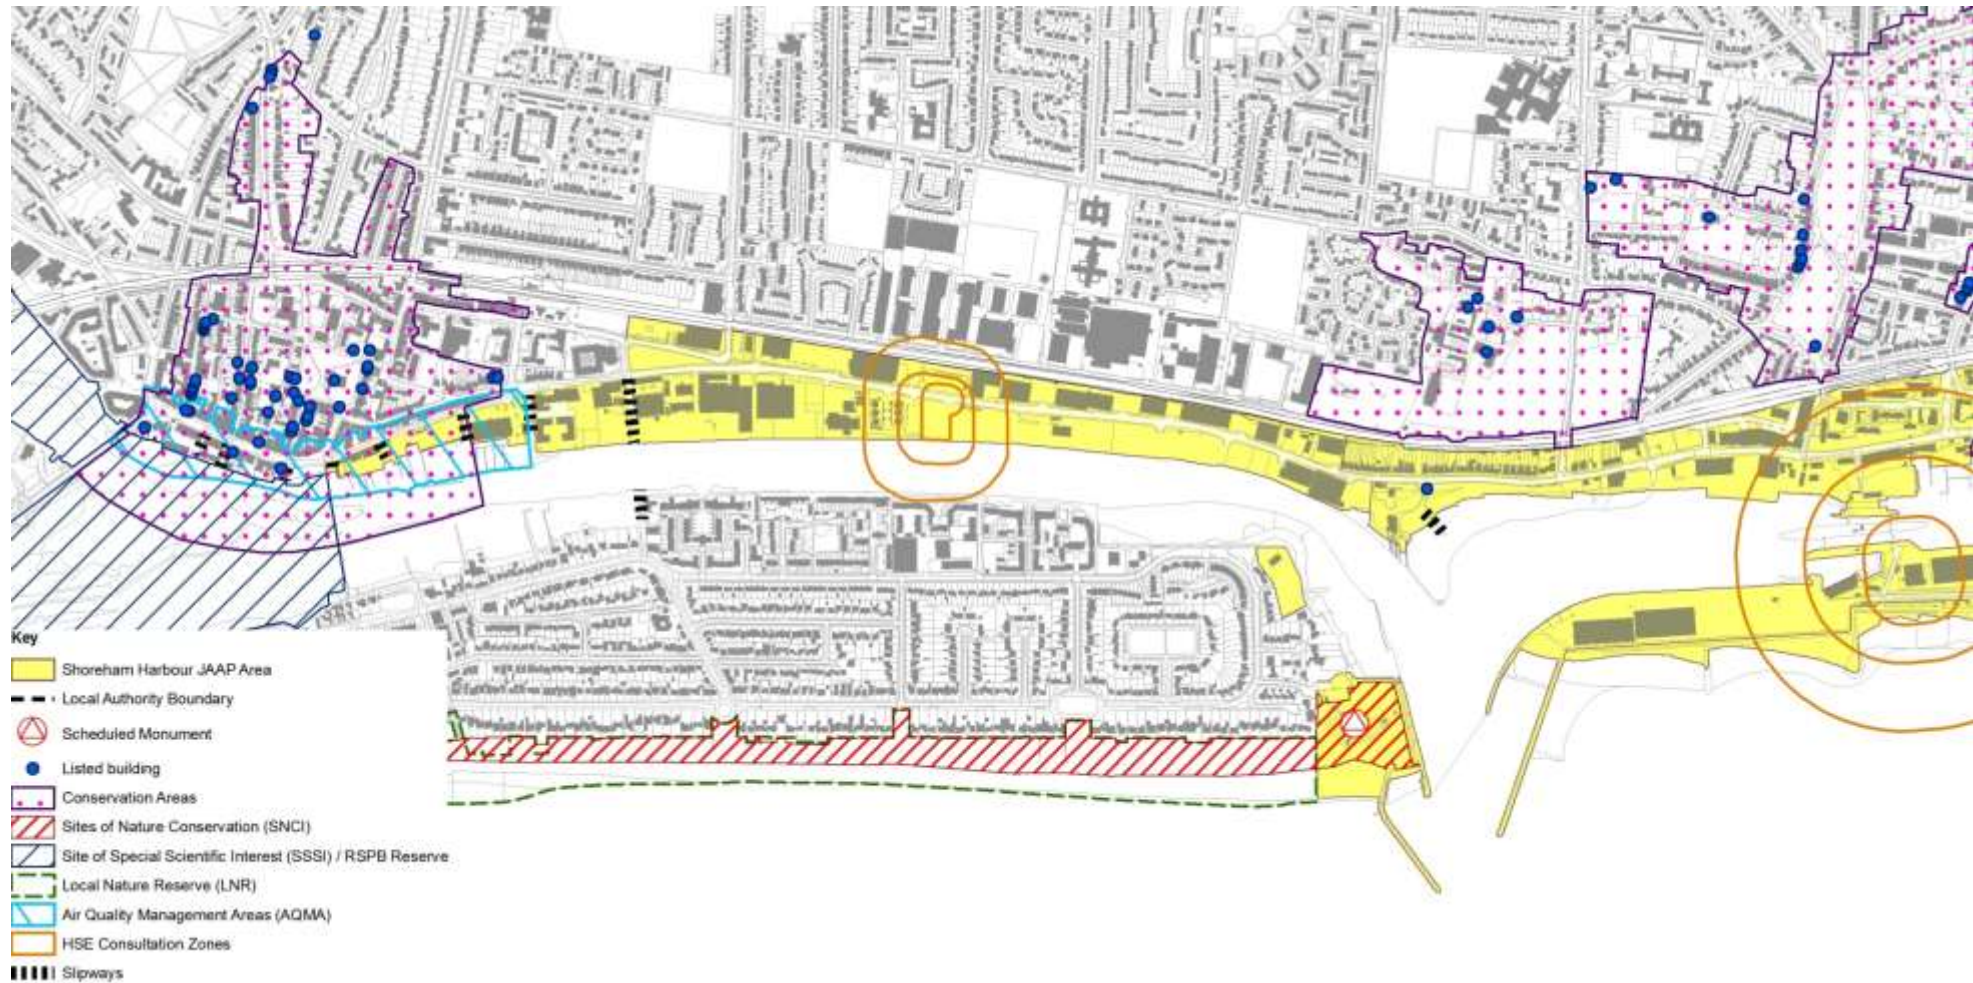 Key
Shoreham Harbour JAAP Area
Local Authority Boundary
Scheduled Monument
Listed building
Conservation Areas
Sites of Nature Conservation (SNCI)
Site of Special Scientific Interest (SSSI) / RSPB Reserve
Local Nature Reserve (LNR)
Air Quality Management Areas (AQMA)
HSE Consultation Zones
Slipways